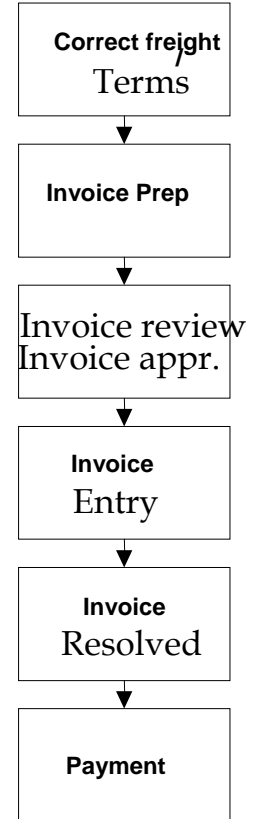 Correct freight /
Terms
Invoice Prep
Invoice review
Invoice appr.
Invoice
Entry
Invoice
Resolved
Payment